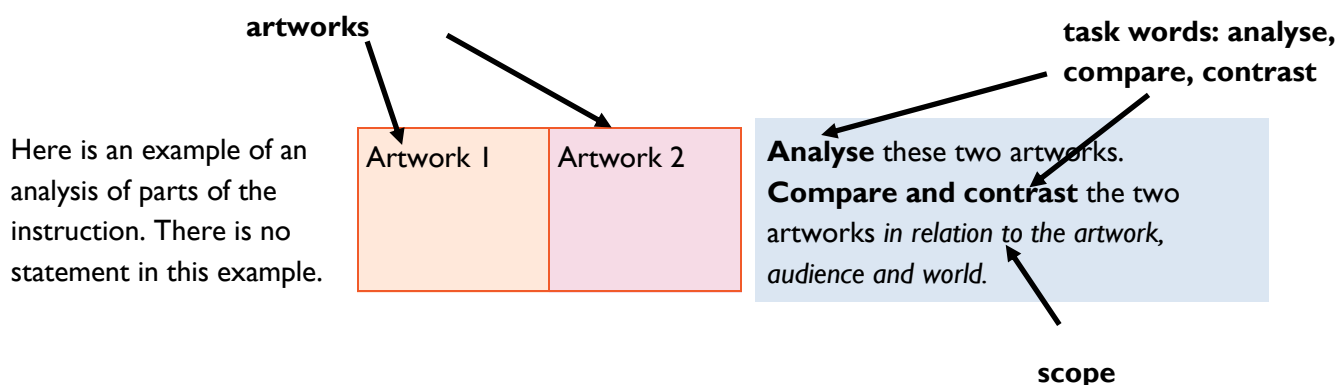 artworks
task words: analyse,
compare, contrast
Here is an example of an
analysis of parts of the
instruction. There is no
statement in this example.
Artwork 1
Artwork 2
Analyse these two artworks.
Compare and contrast the two
artworks in relation to the artwork,
audience and world.
scope